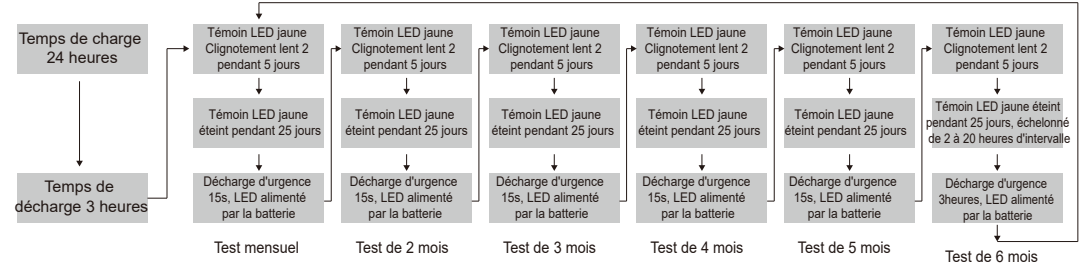 Temps de charge
24 heures
Temps de
décharge 3 heures
Témoin LED jaune
Clignotement lent 2
pendant 5 jours
Témoin LED jaune
éteint pendant 25 jours
Décharge d'urgence
15s, LED alimenté
par la batterie
Test mensuel
Témoin LED jaune
Clignotement lent 2
pendant 5 jours
Témoin LED jaune
éteint pendant 25 jours
Décharge d'urgence
15s, LED alimenté
par la batterie
Test de 2 mois
Témoin LED jaune
Clignotement lent 2
pendant 5 jours
Témoin LED jaune
éteint pendant 25 jours
Décharge d'urgence
15s, LED alimenté
par la batterie
Test de 3 mois
Témoin LED jaune
Clignotement lent 2
pendant 5 jours
Témoin LED jaune
éteint pendant 25 jours
Décharge d'urgence
15s, LED alimenté
par la batterie
Test de 4 mois
Témoin LED jaune
Clignotement lent 2
pendant 5 jours
Témoin LED jaune
éteint pendant 25 jours
Décharge d'urgence
15s, LED alimenté
par la batterie
Test de 5 mois
Témoin LED jaune
Clignotement lent 2
pendant 5 jours
Témoin LED jaune éteint
pendant 25 jours, échelonné
de 2 à 20 heures d'intervalle
Décharge d'urgence
3heures, LED alimenté
par la batterie
Test de 6 mois